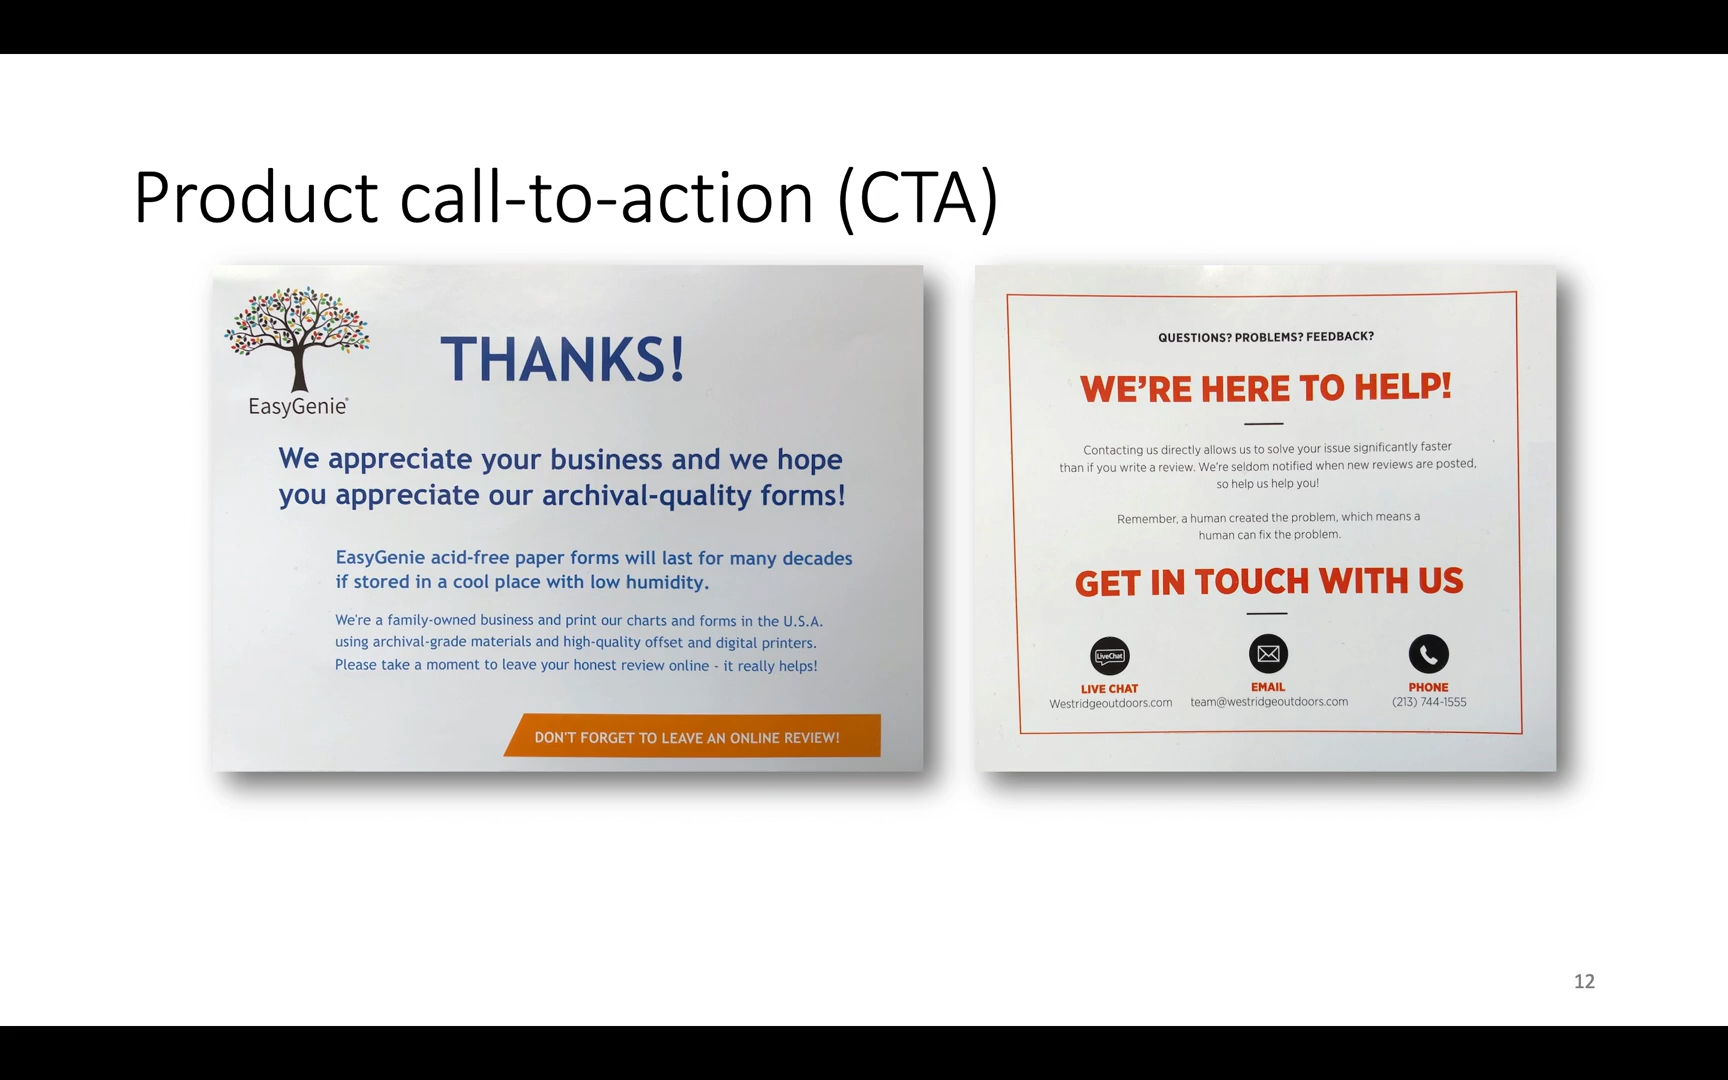 Product call-to-action (CTA)
EasyGenie®
THANKS!
We appreciate your business and we hope
you appreciate our archival-quality forms!
EasyGenie acid-free paper forms will last for many decades
if stored in a cool place with low humidity.
We're a family-owned business and print our charts and forms in the U.S.A.
using archival-grade materials and high-quality offset and digital printers.
Please take a moment to leave your honest review online - it really helps!
DON'T FORGET TO LEAVE AN ONLINE REVIEW!
QUESTIONS? PROBLEMS? FEEDBACK?
WE'RE HERE TO HELP!
Contacting us directly allows us to solve your issue significantly faster
than if you write a review. We're seldom notified when new reviews are posted,
so help us help you!
Remember, a human created the problem, which means a
human can fix the problem.
GET IN TOUCH WITH US
LiveChat
LIVE CHAT
Westridgeoutdoors.com
EMAIL
team@westridgeoutdoors.com
PHONE
(213) 744-1555
12